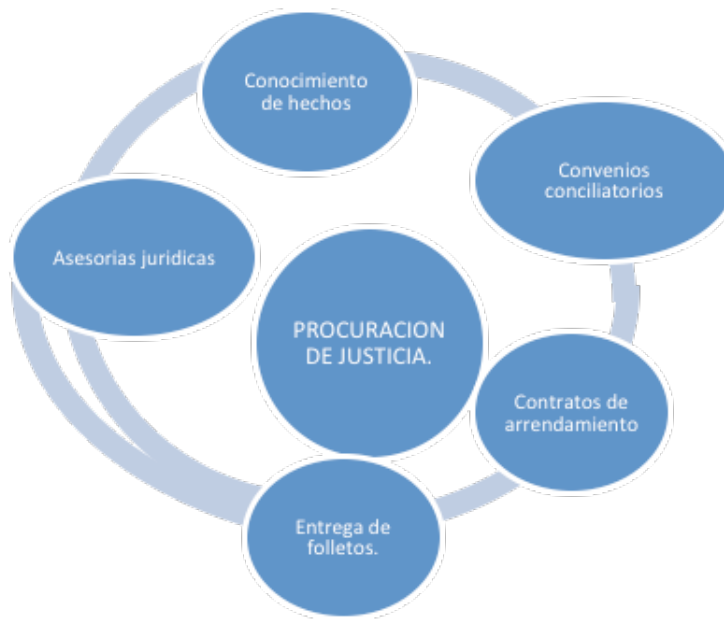 Conocimiento
de hechos
Convenios
conciliatorios
Asesorias juridicas
PROCURACION
DE JUSTICIA.
Contratos de
arrendamiento
Entrega de
folletos.